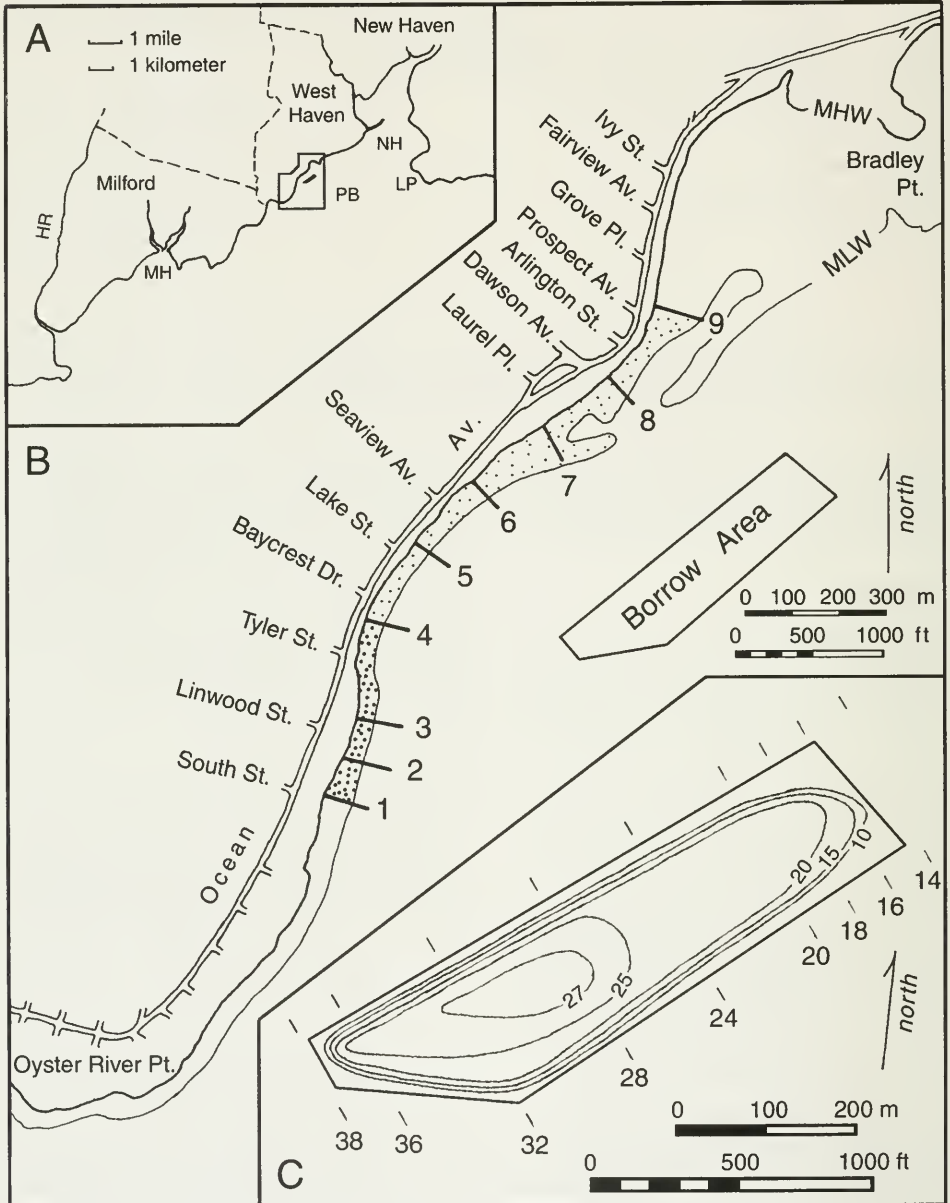 A
1 mile
1 kilometer
New Haven
West
Haven
NH
LP
PB
Milford
HR
MH
B
Ivy St.
Fairview Av.
Grove Pl.
Prospect Av.
Arlington St.
Dawson Av.
Laurel Pl.
Seaview Av.
Lake St.
Baycrest Dr.
Tyler St.
Linwood St.
South St.
Ocean Av.
Oyster River Pt.
MHW
Bradley
Pt.
MLW
9
8
7
6
5
4
3
2
1
Borrow Area
north
0 100 200 300 m
0 500 1000 ft
C
20
15
10
27
25
14
16
18
20
24
28
32
36
38
north
0 100 200 m
0 500 1000 ft